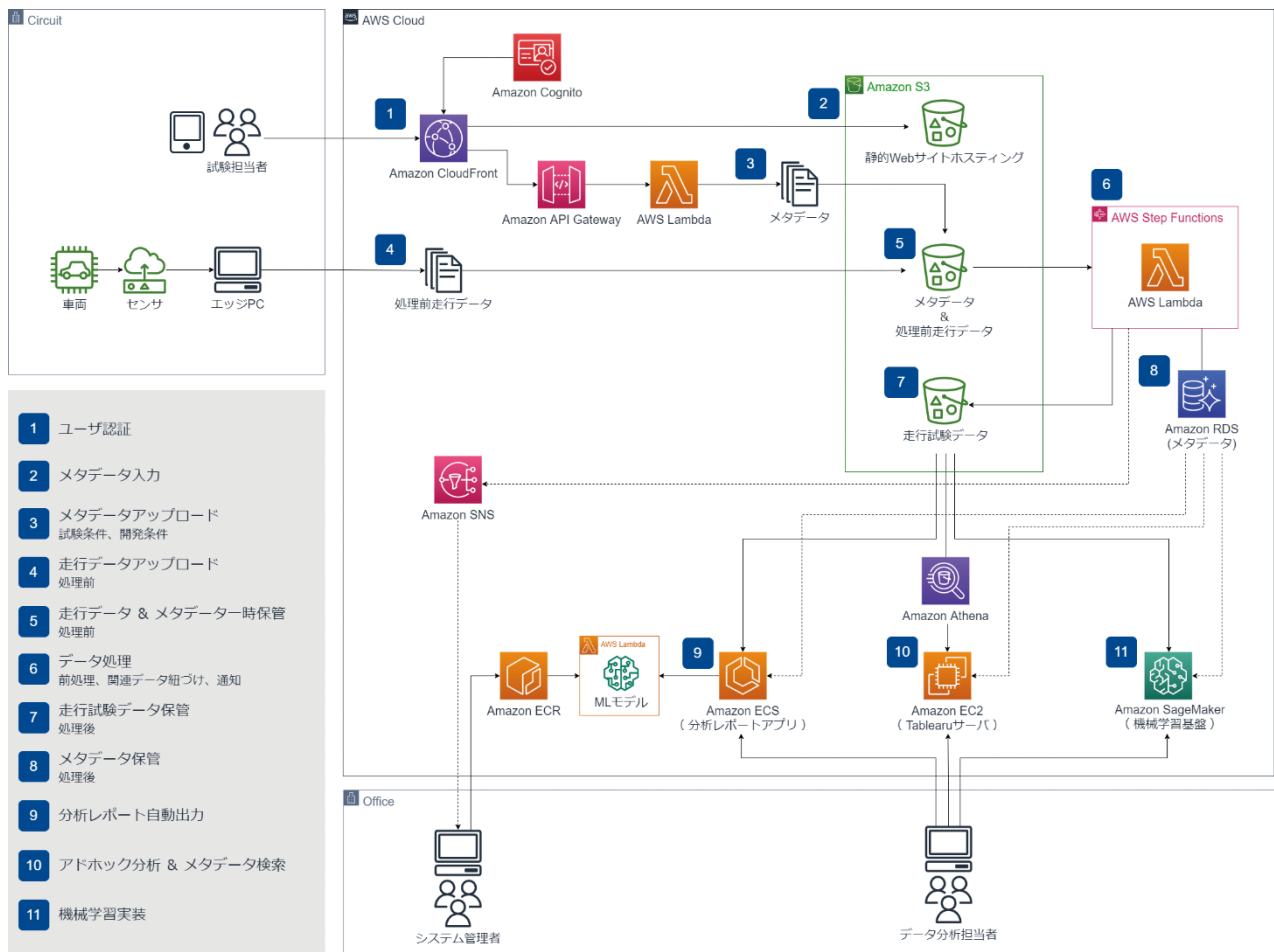 Circuit
試験担当者
車両
センサ
エッジPC
1
ユーザ認証
2
メタデータ入力
3
メタデータアップロード
試験条件、開発条件
4
走行データアップロード
処理前
5
走行データ & メタデータ一時保管
処理前
6
データ処理
前処理、関連データ紐づけ、通知
7
走行試験データ保管
処理後
8
メタデータ保管
処理後
9
分析レポート自動出力
10
アドホック分析 & メタデータ検索
11
機械学習実装
aws
AWS Cloud
Amazon Cognito
1
Amazon CloudFront
2
Amazon S3
静的Webサイトホスティング
Amazon API Gateway
AWS Lambda
3
メタデータ
4
処理前走行データ
5
メタデータ
&
処理前走行データ
6
AWS Step Functions
AWS Lambda
7
走行試験データ
8
Amazon RDS
(メタデータ)
Amazon SNS
Amazon Athena
Amazon ECR
AWS Lambda
MLモデル
9
Amazon ECS
( 分析レポートアプリ )
10
Amazon EC2
( Tablearuサーバ )
11
Amazon SageMaker
( 機械学習基盤 )
Office
システム管理者
データ分析担当者